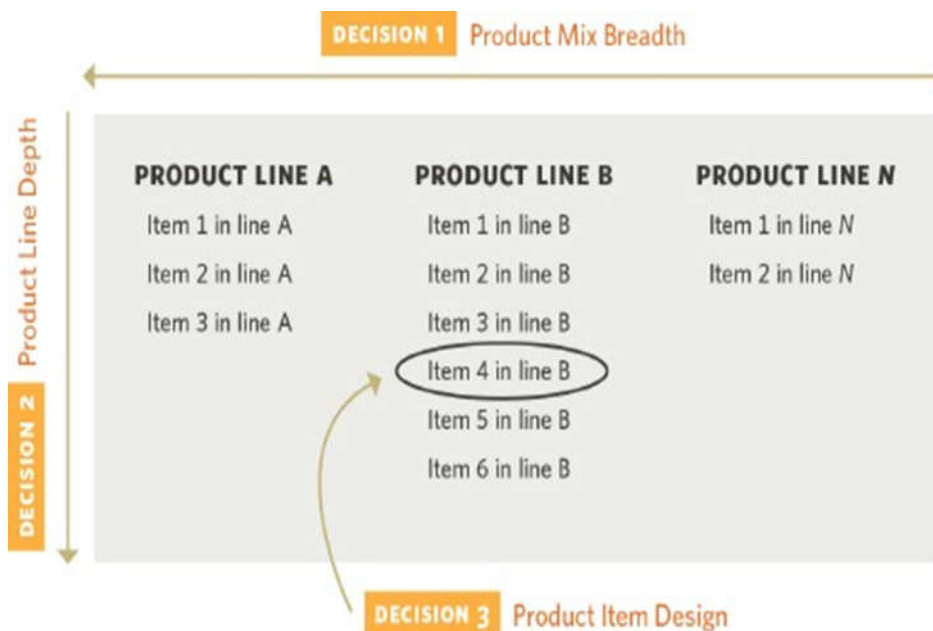 DECISION 1 Product Mix Breadth
DECISION 2 Product Line Depth
PRODUCT LINE A
Item 1 in line A
Item 2 in line A
Item 3 in line A
PRODUCT LINE B
Item 1 in line B
Item 2 in line B
Item 3 in line B
Item 4 in line B
Item 5 in line B
Item 6 in line B
PRODUCT LINE N
Item 1 in line N
Item 2 in line N
DECISION 3 Product Item Design